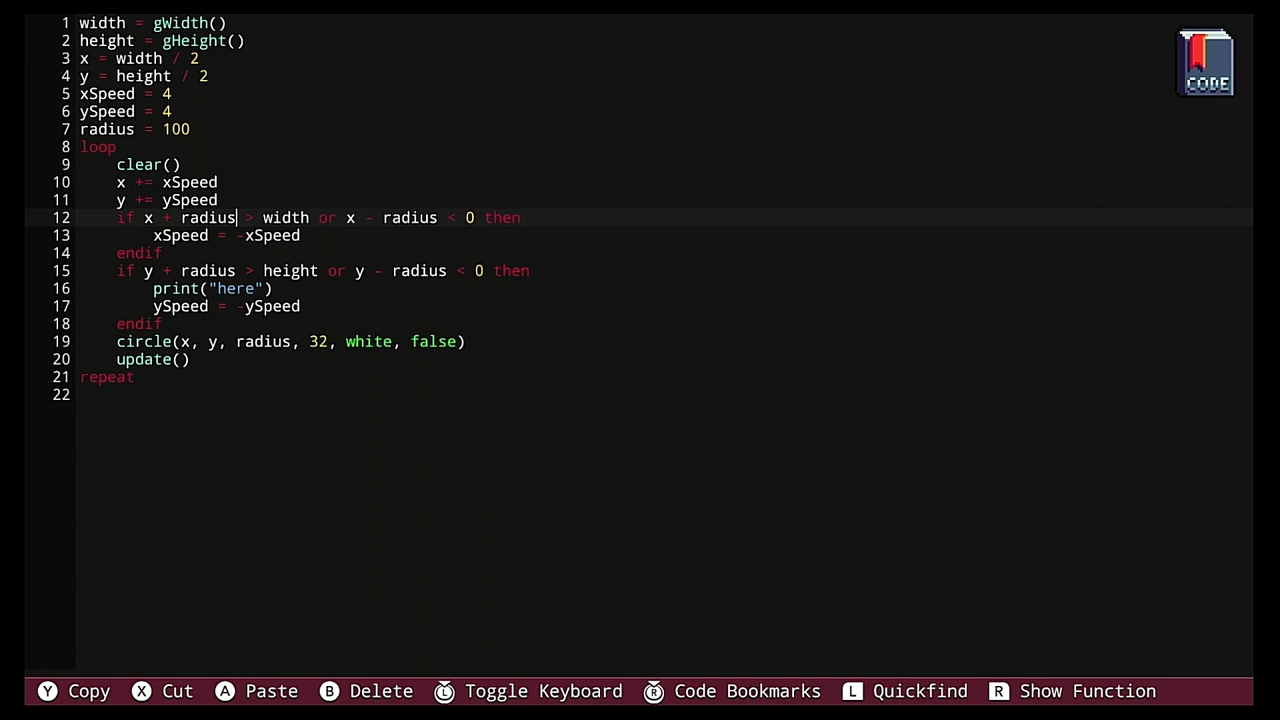 1 width = gWidth()
2 height = gHeight()
3 x = width / 2
4 y = height / 2
5 xSpeed = 4
6 ySpeed = 4
7 radius = 100
8 loop
9     clear()
10     x += xSpeed
11     y += ySpeed
12     if x + radius > width or x - radius < 0 then
13         xSpeed = -xSpeed
14     endif
15     if y + radius > height or y - radius < 0 then
16         print("here")
17         ySpeed = -ySpeed
18     endif
19     circle(x, y, radius, 32, white, false)
20     update()
21 repeat
22
CODE
Y Copy X Cut A Paste B Delete L Toggle Keyboard R Code Bookmarks L Quickfind R Show Function